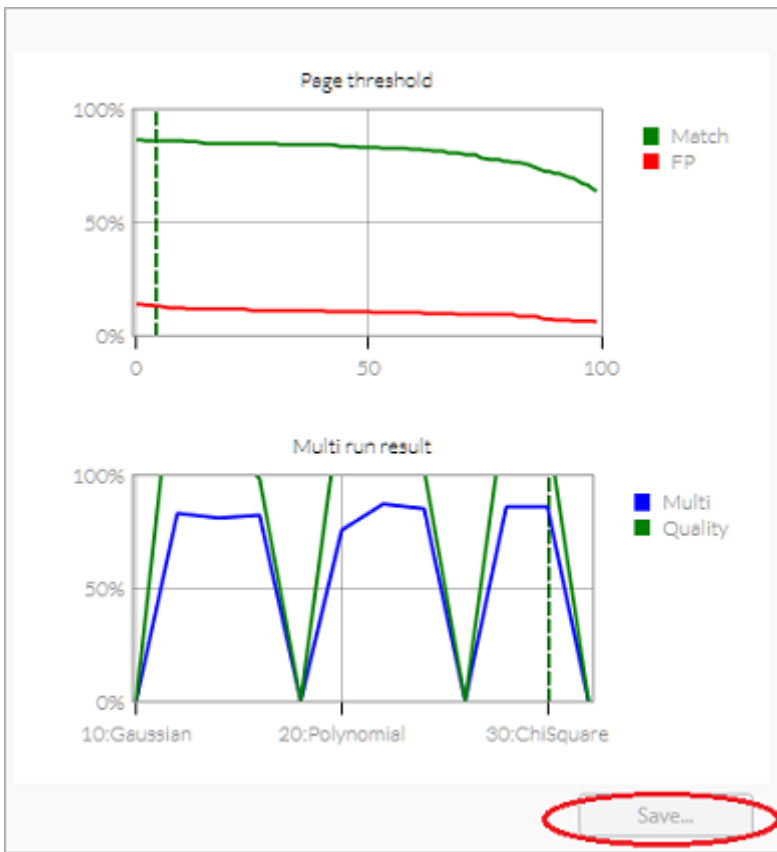 Page threshold
100%
50%
0%
0
50
100
Match
FP
Multi run result
100%
50%
0%
10:Gaussian
20:Polynomial
30:ChiSquare
Multi
Quality
Save...